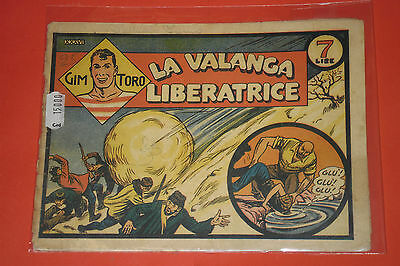 XXXVI
GIM TORO
LA VALANGA
LIBERATRICE
7
LIRE
GLU'!
GLU'!
GLU'!